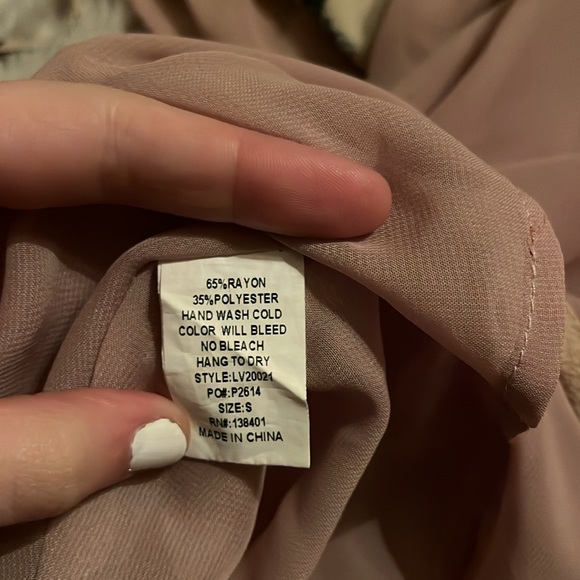 65%RAYON
35%POLYESTER
HAND WASH COLD
COLOR WILL BLEED
NO BLEACH
HANG TO DRY
STYLE:LV20021
PO#:P2614
SIZE:S
RN#:138401
MADE IN CHINA